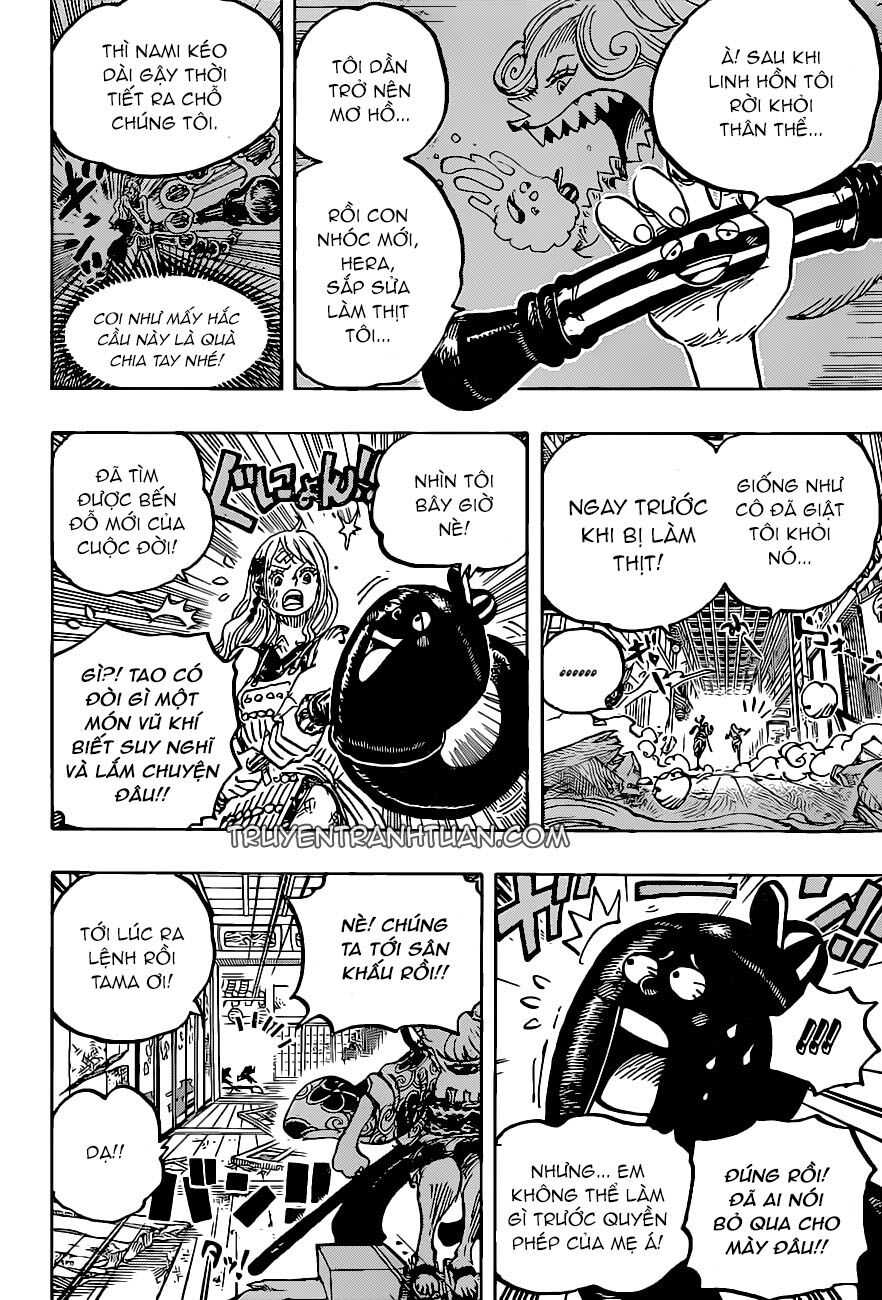 À! SAU KHI
LINH HỒN TÔI
RỜI KHỎI
THÂN THỂ...
TÔI DẦN
TRỞ NÊN
MƠ HỒ...
RỒI CON
NHÓC MỚI,
HERA,
SẮP SỬA
LÀM THỊT
TÔI...
THÌ NAMI KÉO
DÀI GẬY THỜI
TIẾT RA CHỖ
CHÚNG TÔI.
COI NHƯ MẤY HẮC
CẦU NÀY LÀ QUÀ
CHIA TAY NHÉ!
GIỐNG NHƯ
CÔ ĐÃ GIẬT
TÔI KHỎI
NÓ...
NGAY TRƯỚC
KHI BỊ LÀM
THỊT!
......
NHÌN TÔI
BÂY GIỜ
NÈ!
ぐにょん!!
ĐÃ TÌM
ĐƯỢC BẾN
ĐỖ MỚI CỦA
CUỘC ĐỜI!
GÌ?! TAO CÓ
ĐÒI GÌ MỘT
MÓN VŨ KHÍ
BIẾT SUY NGHĨ
VÀ LẮM CHUYỆN
ĐÂU!!
TRUYENTRANHTUAN.COM
!!!
ĐÚNG RỒI!
ĐÃ AI NÓI
BỎ QUA CHO
MÀY ĐÂU!!
NHƯNG... EM
KHÔNG THỂ LÀM
GÌ TRƯỚC QUYỀN
PHÉP CỦA MẸ Á!
NÈ! CHÚNG
TA TỚI SÂN
KHẤU RỒI!!
TỚI LÚC RA
LỆNH RỒI
TAMA ƠI!
DẠ!!